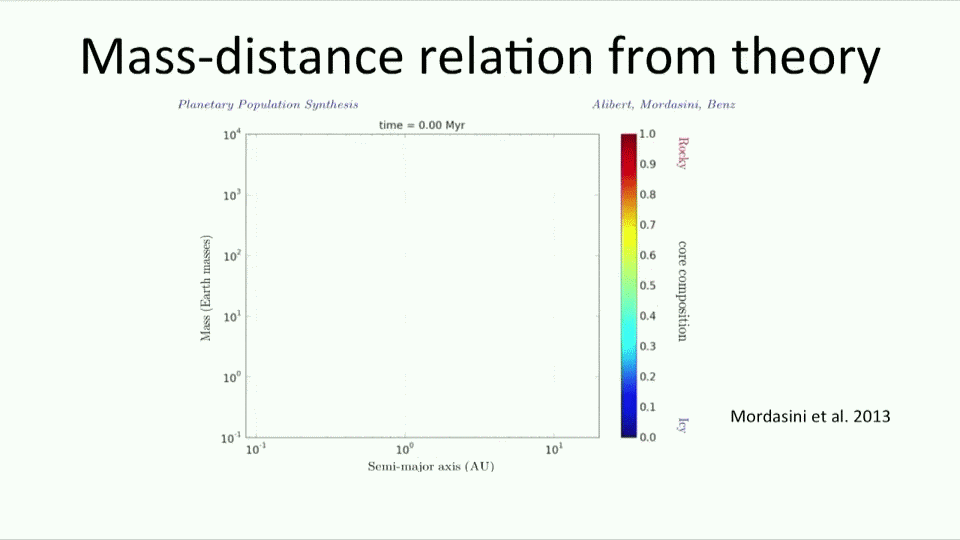 Mass-distance relation from theory
Planetary Population Synthesis
Alibert, Mordasini, Benz
time = 0.00 Myr
10^4
10^3
10^2
10^1
10^0
10^-1
Mass (Earth masses)
10^-1
10^0
10^1
Semi-major axis (AU)
1.0
0.9
0.8
0.7
0.6
0.5
0.4
0.3
0.2
0.1
0.0
Rocky
core composition
Icy
Mordasini et al. 2013